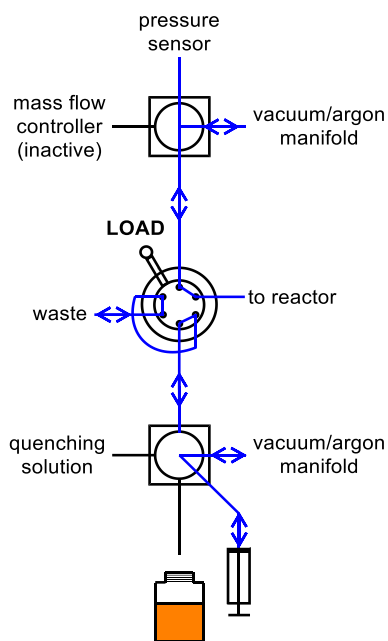 pressure
sensor
mass flow
controller
(inactive)
vacuum/argon
manifold
LOAD
waste
to reactor
quenching
solution
vacuum/argon
manifold